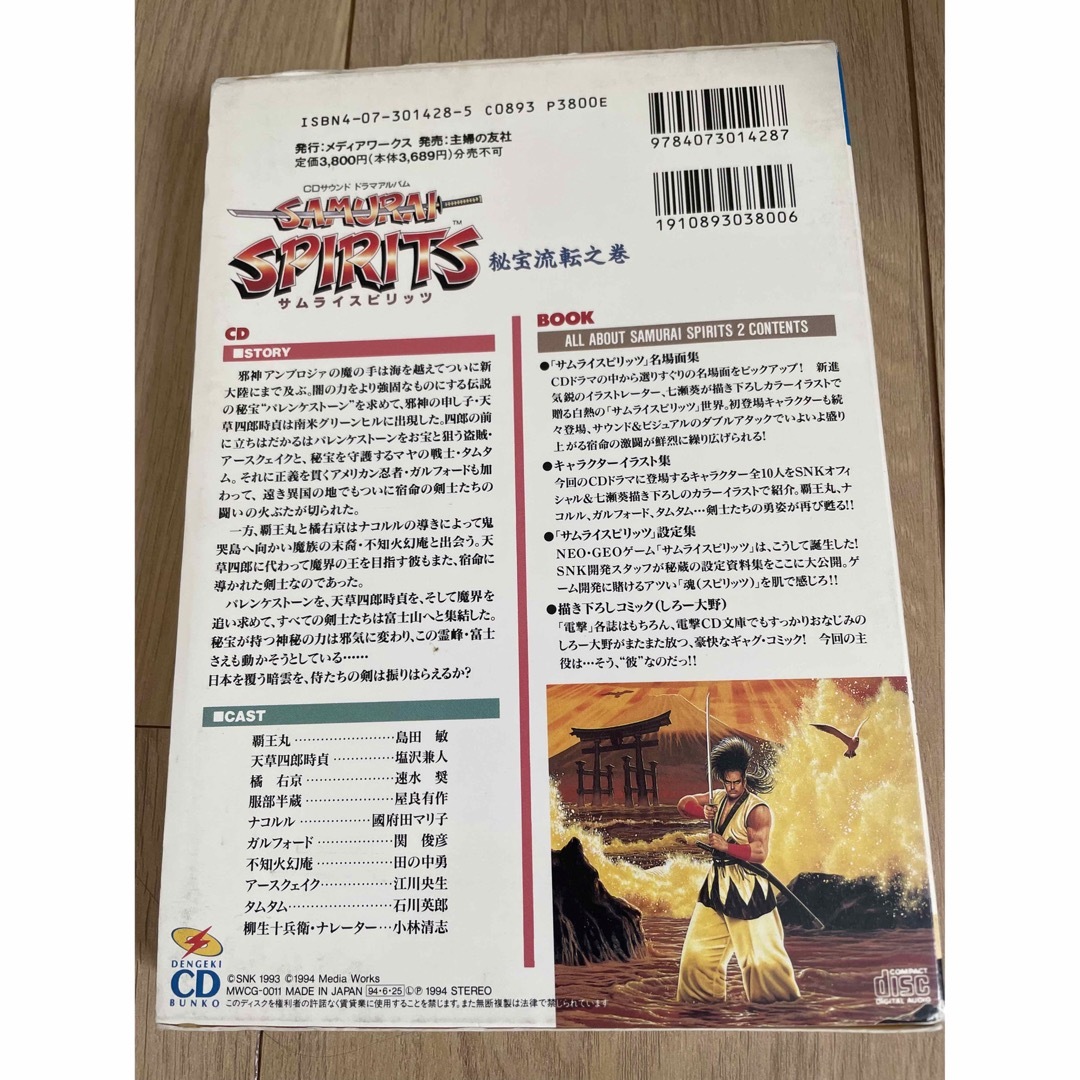 ISBN4-07-301428-5 C0893 P3800E
発行:メディアワークス 発売:主婦の友社
定価3,800円(本体3,689円)分売不可
9784073014287
1910893038006
CDサウンド ドラマアルバム
SAMURAI
SPIRITS™
サムライスピリッツ
秘宝流転之巻
CD
■STORY
邪神アンブロジァの魔の手は海を越えてついに新
大陸にまで及ぶ。闇の力をより強固なものにする伝説
の秘宝“パレンケストーン”を求めて、邪神の申し子・天
草四郎時貞は南米グリーンヒルに出現した。四郎の前
に立ちはだかるはパレンケストーンをお宝と狙う盗賊・
アースクェイクと、秘宝を守護するマヤの戦士・タムタ
ム。それに正義を貫くアメリカン忍者・ガルフォードも加
わって、遠き異国の地でもついに宿命の剣士たちの
闘いの火ぶたが切られた。
一方、覇王丸と橘右京はナコルルの導きによって鬼
哭島へ向かい魔族の末裔・不知火幻庵と出会う。天
草四郎に代わって魔界の王を目指す彼もまた、宿命に
導かれた剣士なのであった。
パレンケストーンを、天草四郎時貞を、そして魔界を
追い求めて、すべての剣士たちは富士山へと集結した。
秘宝が持つ神秘の力は邪気に変わり、この霊峰・富士
さえも動かそうとしている……
日本を覆う暗雲を、侍たちの剣は振りはらえるか?
■CAST
覇王丸……………………島田 敏
天草四郎時貞……………塩沢兼人
橘 右京…………………速水 奨
服部半蔵…………………屋良有作
ナコルル……………國府田マリ子
ガルフォード………………関 俊彦
不知火幻庵………………田の中勇
アースクェイク……………江川央生
タムタム……………………石川英郎
柳生十兵衛・ナレーター…小林清志
BOOK
ALL ABOUT SAMURAI SPIRITS 2 CONTENTS
●「サムライスピリッツ」名場面集
CDドラマの中から選りすぐりの名場面をピックアップ! 新進
気鋭のイラストレーター、七瀬葵が描き下ろしカラーイラストで
贈る白熱の「サムライスピリッツ」世界。初登場キャラクターも続
々登場、サウンド&ビジュアルのダブルアタックでいよいよ盛り
上がる宿命の激闘が鮮烈に繰り広げられる!
●キャラクターイラスト集
今回のCDドラマに登場するキャラクター全10人をSNKオフィ
シャル&七瀬葵描き下ろしのカラーイラストで紹介。覇王丸、ナ
コルル、ガルフォード、タムタム…剣士たちの勇姿が再び甦る!!
●「サムライスピリッツ」設定集
NEO・GEOゲーム「サムライスピリッツ」は、こうして誕生した!
SNK開発スタッフが秘蔵の設定資料集をここに大公開。ゲ
ーム開発に賭けるアツい「魂(スピリッツ)」を肌で感じろ!!
●描き下ろしコミック(しろー大野)
「電撃」各誌はもちろん、電撃CD文庫でもすっかりおなじみの
しろー大野がまたまた放つ、豪快なギャグ・コミック! 今回の主
役は…そう、“彼”なのだっ!!
DENGEKI
CD
BUNKO
©SNK 1993 ©1994 Media Works
MWCG-0011 MADE IN JAPAN 94・6・25 Ⓛ Ⓟ 1994 STEREO
このディスクを権利者の許諾なく賃貸業に使用することを禁じます。また無断複製は法律で禁じられています
COMPACT
disc
DIGITAL AUDIO